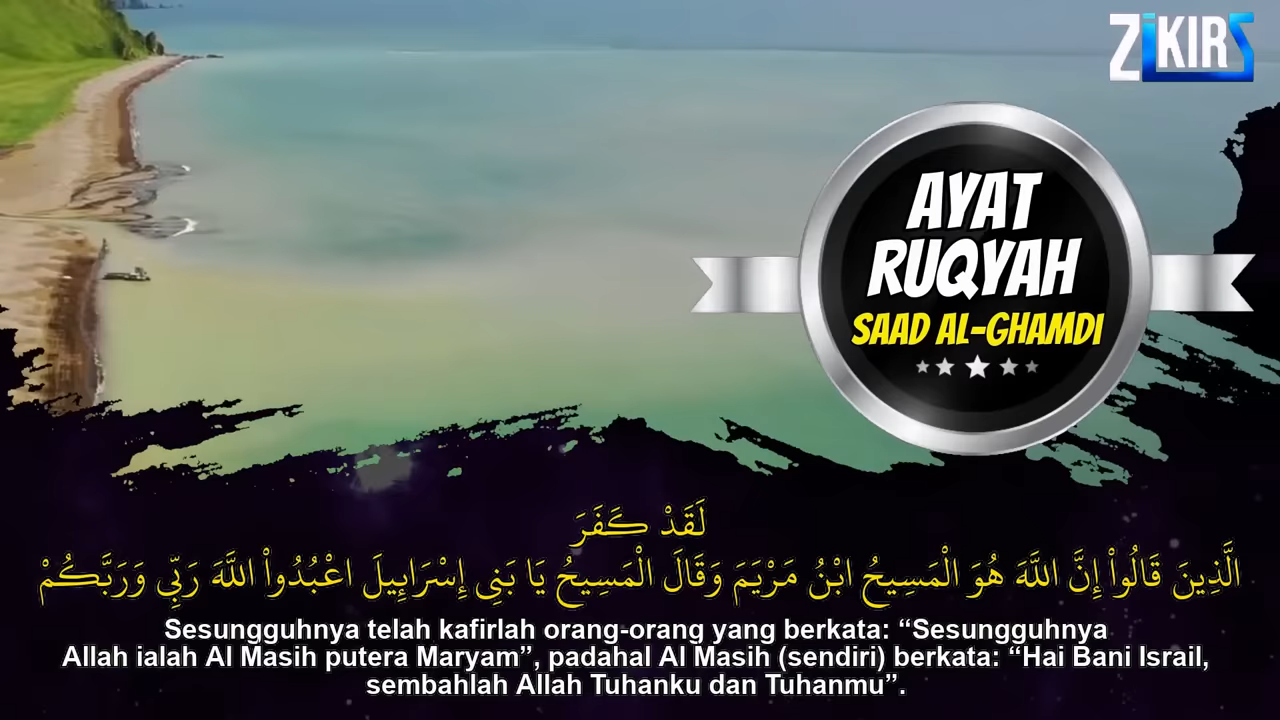 ZIKIRS
AYAT
RUQYAH
SAAD AL-GHAMDI
لَقَدْ كَفَرَ
الَّذِينَ قَالُواْ إِنَّ اللَّهَ هُوَ الْمَسِيحُ ابْنُ مَرْيَمَ وَقَالَ الْمَسِيحُ يَا بَنِي إِسْرَاءِيلَ اعْبُدُواْ اللَّهَ رَبِّي وَرَبَّكُمْ
Sesungguhnya telah kafirlah orang-orang yang berkata: “Sesungguhnya
Allah ialah Al Masih putera Maryam”, padahal Al Masih (sendiri) berkata: “Hai Bani Israil,
sembahlah Allah Tuhanku dan Tuhanmu”.